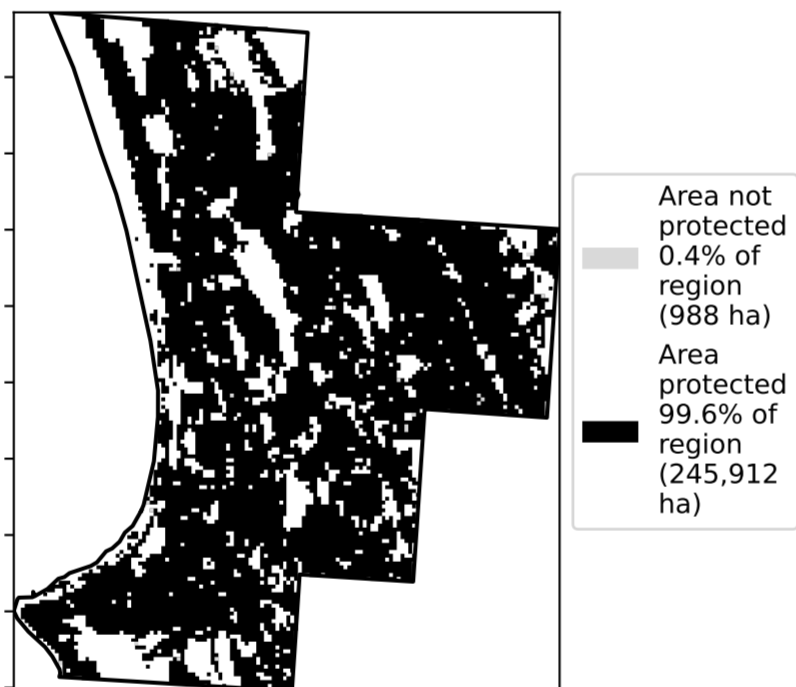 Area not
protected
0.4% of
region
(988 ha)
Area
protected
99.6% of
region
(245,912
ha)